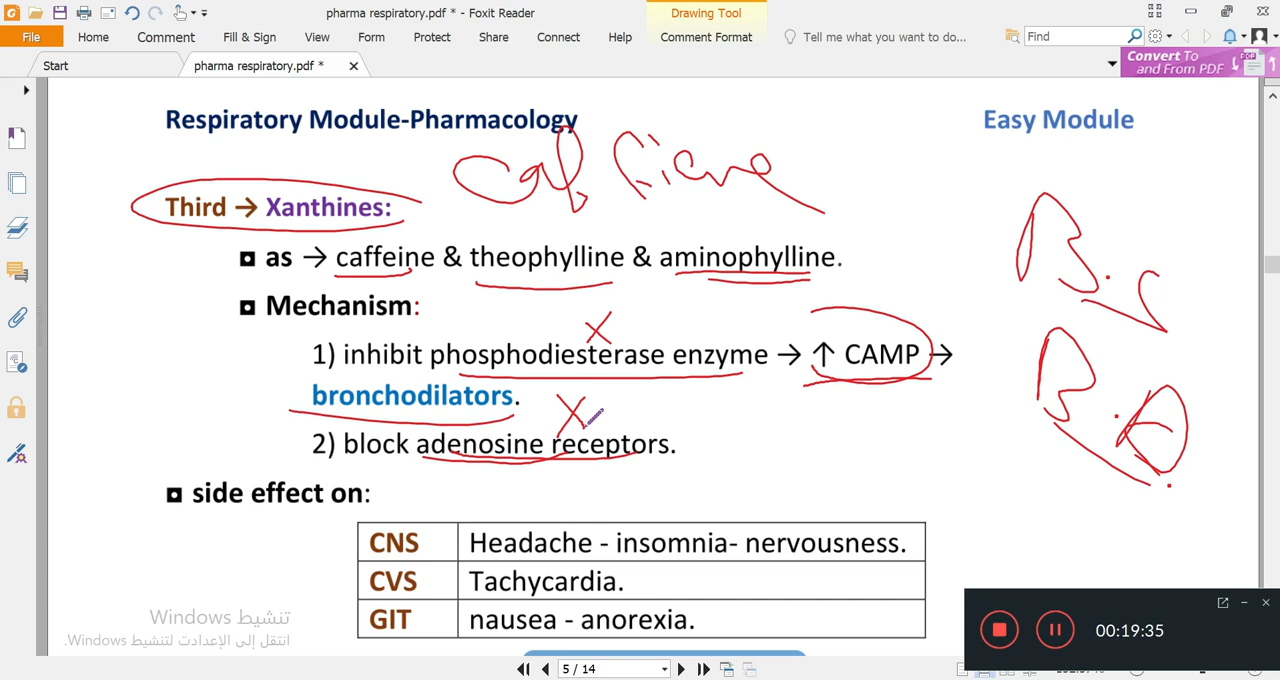 pharma respiratory.pdf * - Foxit Reader
Drawing Tool
File Home Comment Fill & Sign View Form Protect Share Connect Help Comment Format Tell me what you want to do... Find
Start pharma respiratory.pdf *
Convert To
and From PDF
PDF
Respiratory Module-Pharmacology Easy Module
Third → Xanthines:
as → caffeine & theophylline & aminophylline.
Mechanism:
1) inhibit phosphodiesterase enzyme → ↑ CAMP →
bronchodilators.
2) block adenosine receptors.
side effect on:
CNS Headache - insomnia- nervousness.
CVS Tachycardia.
GIT nausea - anorexia.
تنشيط Windows
انتقل إلى الإعدادت لتنشيط Windows.
00:19:35
5 / 14